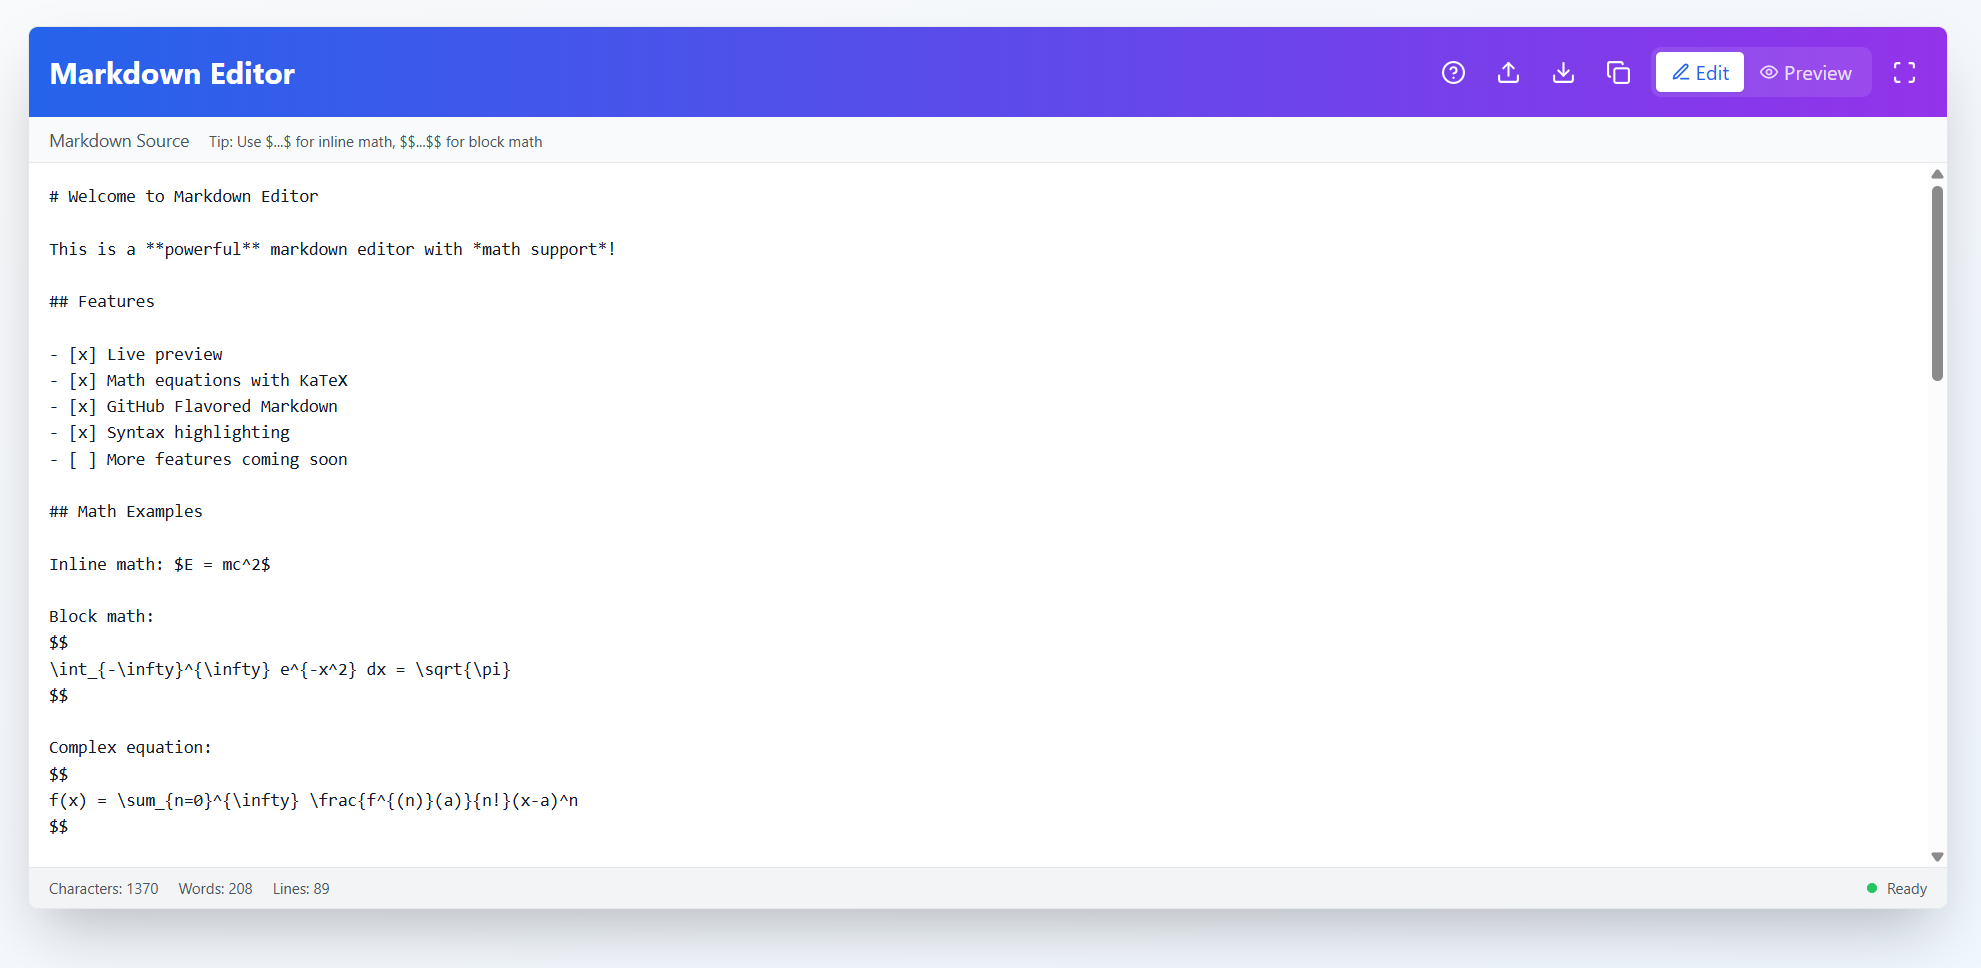 Markdown Editor
Edit
Preview
Markdown Source
Tip: Use $...$ for inline math, $$...$$ for block math
# Welcome to Markdown Editor
This is a **powerful** markdown editor with *math support*!
## Features
- [x] Live preview
- [x] Math equations with KaTeX
- [x] GitHub Flavored Markdown
- [x] Syntax highlighting
- [ ] More features coming soon
## Math Examples
Inline math: $E = mc^2$
Block math:
$$
\int_{-\infty}^{\infty} e^{-x^2} dx = \sqrt{\pi}
$$
Complex equation:
$$
f(x) = \sum_{n=0}^{\infty} \frac{f^{(n)}(a)}{n!}(x-a)^n
$$
Characters: 1370
Words: 208
Lines: 89
Ready